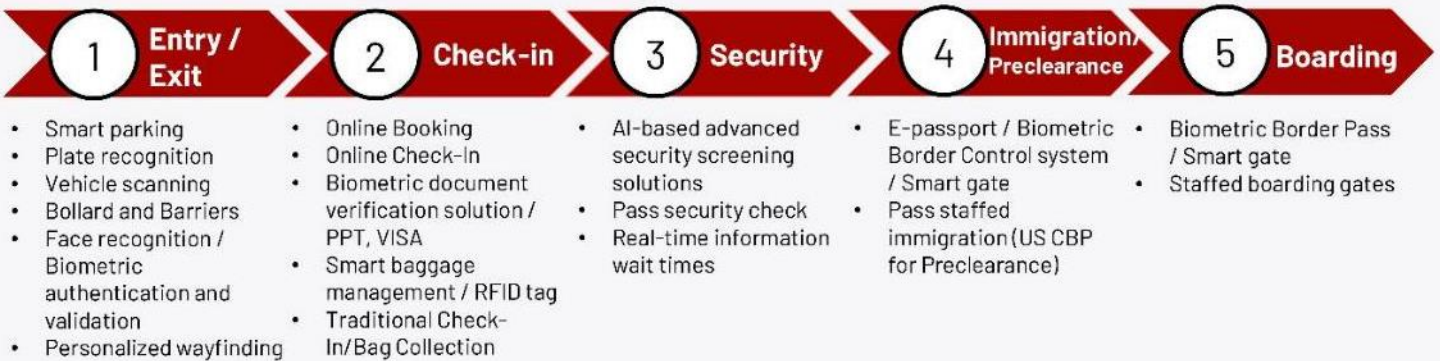 1
Entry /
Exit
2
Check-in
3
Security
4
Immigration/
Preclearance
5
Boarding
• Smart parking
• Plate recognition
• Vehicle scanning
• Bollard and Barriers
• Face recognition /
Biometric
authentication and
validation
• Personalized wayfinding
• Online Booking
• Online Check-In
• Biometric document
verification solution /
PPT, VISA
• Smart baggage
management / RFID tag
• Traditional Check-
In/Bag Collection
• AI-based advanced
security screening
solutions
• Pass security check
• Real-time information
wait times
• E-passport / Biometric
Border Control system
/ Smart gate
• Pass staffed
immigration (US CBP
for Preclearance)
• Biometric Border Pass
/ Smart gate
• Staffed boarding gates